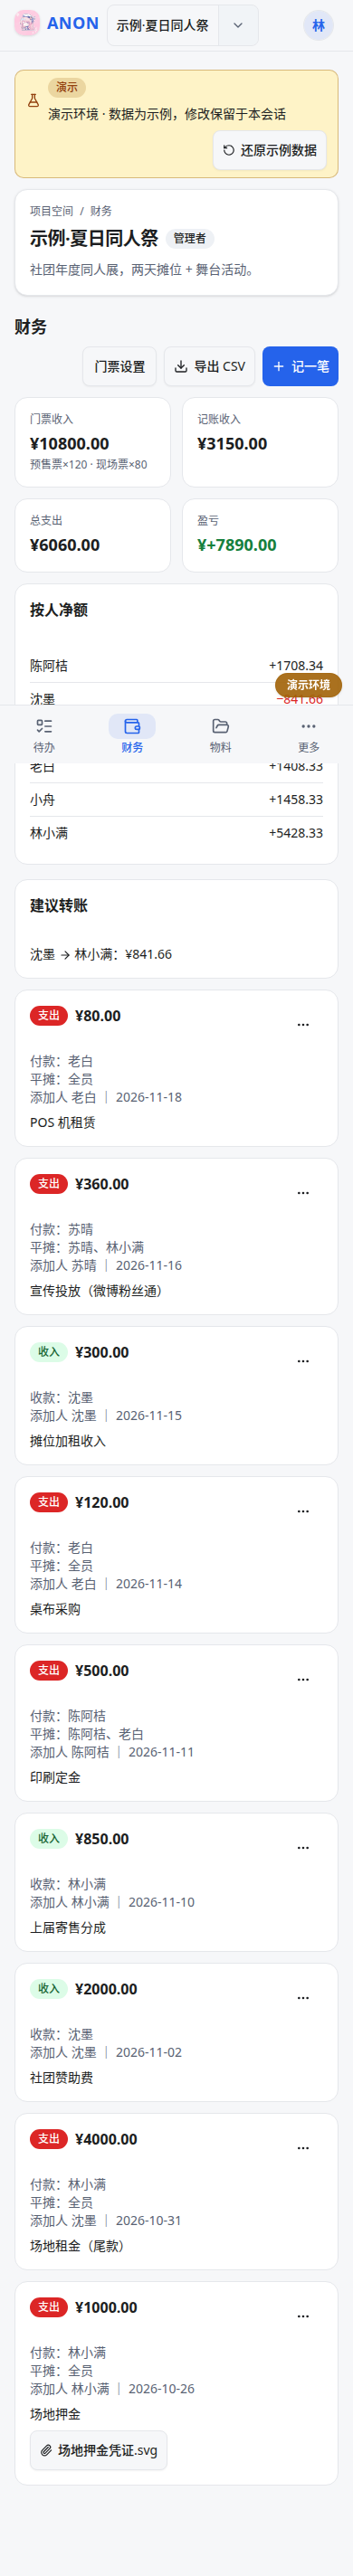 ANON
示例·夏日同人祭
林
演示
演示环境 · 数据为示例，修改保留于本会话
还原示例数据
项目空间 / 财务
示例·夏日同人祭 管理者
社团年度同人展，两天摊位 + 舞台活动。
财务
门票设置
导出 CSV
记一笔
门票收入
¥10800.00
预售票×120 · 现场票×80
记账收入
¥3150.00
总支出
¥6060.00
盈亏
¥+7890.00
按人净额
陈阿桔 +1708.34
演示环境
沈墨 −841.66
待办
财务
物料
更多
老白 +1408.33
小舟 +1458.33
林小满 +5428.33
建议转账
沈墨 → 林小满：¥841.66
支出 ¥80.00
付款：老白
平摊：全员
添加人 老白 | 2026-11-18
POS 机租赁
支出 ¥360.00
付款：苏晴
平摊：苏晴、林小满
添加人 苏晴 | 2026-11-16
宣传投放（微博粉丝通）
收入 ¥300.00
收款：沈墨
添加人 沈墨 | 2026-11-15
摊位加租收入
支出 ¥120.00
付款：老白
平摊：全员
添加人 老白 | 2026-11-14
桌布采购
支出 ¥500.00
付款：陈阿桔
平摊：陈阿桔、老白
添加人 陈阿桔 | 2026-11-11
印刷定金
收入 ¥850.00
收款：林小满
添加人 林小满 | 2026-11-10
上届寄售分成
收入 ¥2000.00
收款：沈墨
添加人 沈墨 | 2026-11-02
社团赞助费
支出 ¥4000.00
付款：林小满
平摊：全员
添加人 沈墨 | 2026-10-31
场地租金（尾款）
支出 ¥1000.00
付款：林小满
平摊：全员
添加人 林小满 | 2026-10-26
场地押金
场地押金凭证.svg